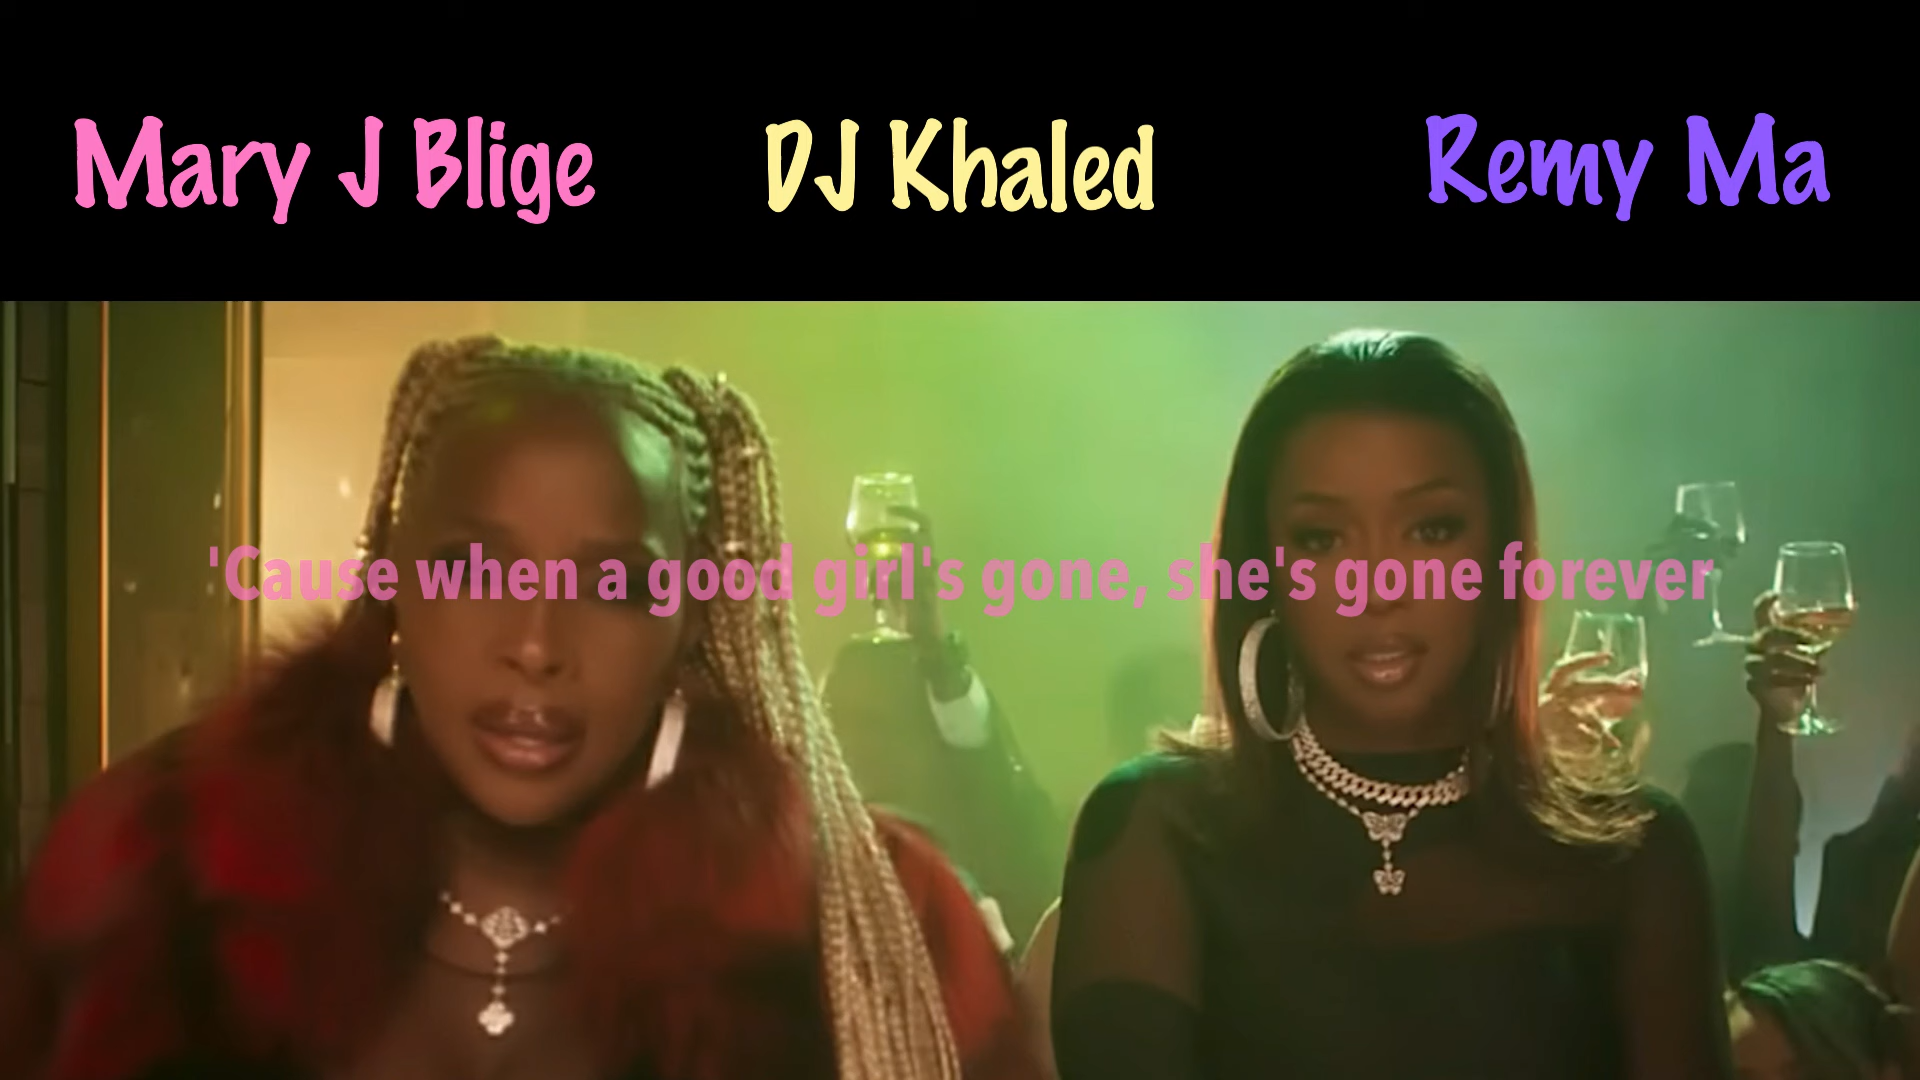 Mary J Blige DJ Khaled Remy Ma
'Cause when a good girl's gone, she's gone forever